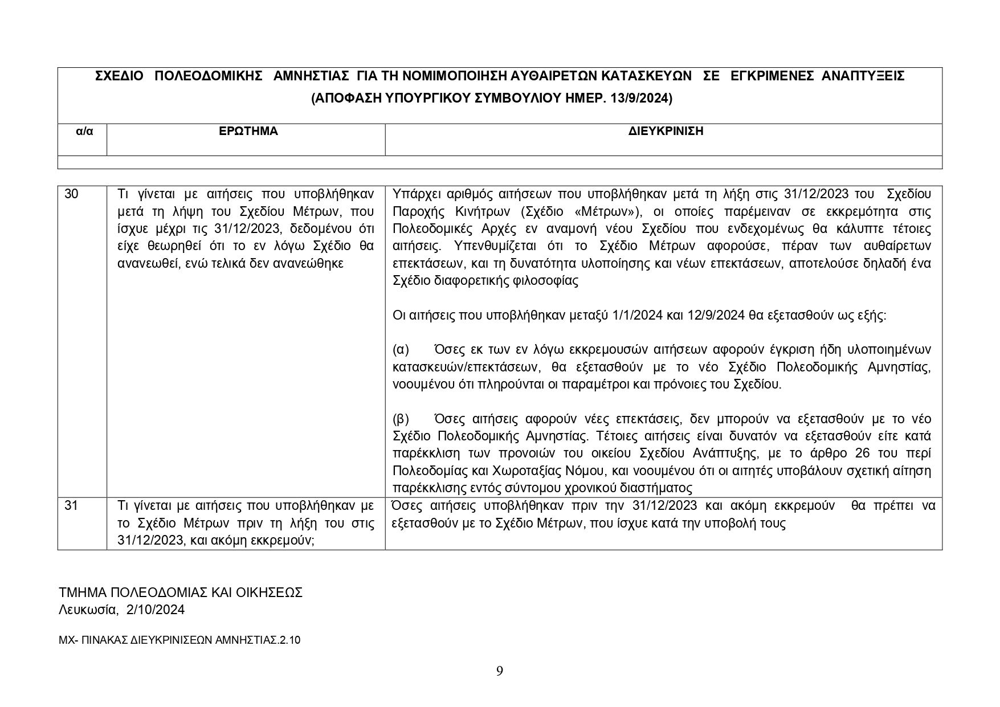 ΣΧΕΔΙΟ ΠΟΛΕΟΔΟΜΙΚΗΣ ΑΜΝΗΣΤΙΑΣ ΓΙΑ ΤΗ ΝΟΜΙΜΟΠΟΙΗΣΗ ΑΥΘΑΙΡΕΤΩΝ ΚΑΤΑΣΚΕΥΩΝ ΣΕ ΕΓΚΡΙΜΕΝΕΣ ΑΝΑΠΤΥΞΕΙΣ
(ΑΠΟΦΑΣΗ ΥΠΟΥΡΓΙΚΟΥ ΣΥΜΒΟΥΛΙΟΥ ΗΜΕΡ. 13/9/2024)
α/α ΕΡΩΤΗΜΑ ΔΙΕΥΚΡΙΝΙΣΗ
30
Τι γίνεται με αιτήσεις που υποβλήθηκαν
μετά τη λήψη του Σχεδίου Μέτρων, που
ίσχυε μέχρι τις 31/12/2023, δεδομένου ότι
είχε θεωρηθεί ότι το εν λόγω Σχέδιο θα
ανανεωθεί, ενώ τελικά δεν ανανεώθηκε
Υπάρχει αριθμός αιτήσεων που υποβλήθηκαν μετά τη λήξη στις 31/12/2023 του Σχεδίου
Παροχής Κινήτρων (Σχέδιο «Μέτρων»), οι οποίες παρέμειναν σε εκκρεμότητα στις
Πολεοδομικές Αρχές εν αναμονή νέου Σχεδίου που ενδεχομένως θα κάλυπτε τέτοιες
αιτήσεις. Υπενθυμίζεται ότι το Σχέδιο Μέτρων αφορούσε, πέραν των αυθαίρετων
επεκτάσεων, και τη δυνατότητα υλοποίησης και νέων επεκτάσεων, αποτελούσε δηλαδή ένα
Σχέδιο διαφορετικής φιλοσοφίας
Οι αιτήσεις που υποβλήθηκαν μεταξύ 1/1/2024 και 12/9/2024 θα εξετασθούν ως εξής:
(α) Όσες εκ των εν λόγω εκκρεμουσών αιτήσεων αφορούν έγκριση ήδη υλοποιημένων
κατασκευών/επεκτάσεων, θα εξετασθούν με το νέο Σχέδιο Πολεοδομικής Αμνηστίας,
νοουμένου ότι πληρούνται οι παραμέτροι και πρόνοιες του Σχεδίου.
(β) Όσες αιτήσεις αφορούν νέες επεκτάσεις, δεν μπορούν να εξετασθούν με το νέο
Σχέδιο Πολεοδομικής Αμνηστίας. Τέτοιες αιτήσεις είναι δυνατόν να εξετασθούν είτε κατά
παρέκκλιση των προνοιών του οικείου Σχεδίου Ανάπτυξης, με το άρθρο 26 του περί
Πολεοδομίας και Χωροταξίας Νόμου, και νοουμένου ότι οι αιτητές υποβάλουν σχετική αίτηση
παρέκκλισης εντός σύντομου χρονικού διαστήματος
31
Τι γίνεται με αιτήσεις που υποβλήθηκαν με
το Σχέδιο Μέτρων πριν τη λήξη του στις
31/12/2023, και ακόμη εκκρεμούν;
Όσες αιτήσεις υποβλήθηκαν πριν την 31/12/2023 και ακόμη εκκρεμούν θα πρέπει να
εξετασθούν με το Σχέδιο Μέτρων, που ίσχυε κατά την υποβολή τους
ΤΜΗΜΑ ΠΟΛΕΟΔΟΜΙΑΣ ΚΑΙ ΟΙΚΗΣΕΩΣ
Λευκωσία, 2/10/2024
ΜΧ- ΠΙΝΑΚΑΣ ΔΙΕΥΚΡΙΝΙΣΕΩΝ ΑΜΝΗΣΤΙΑΣ.2.10
9